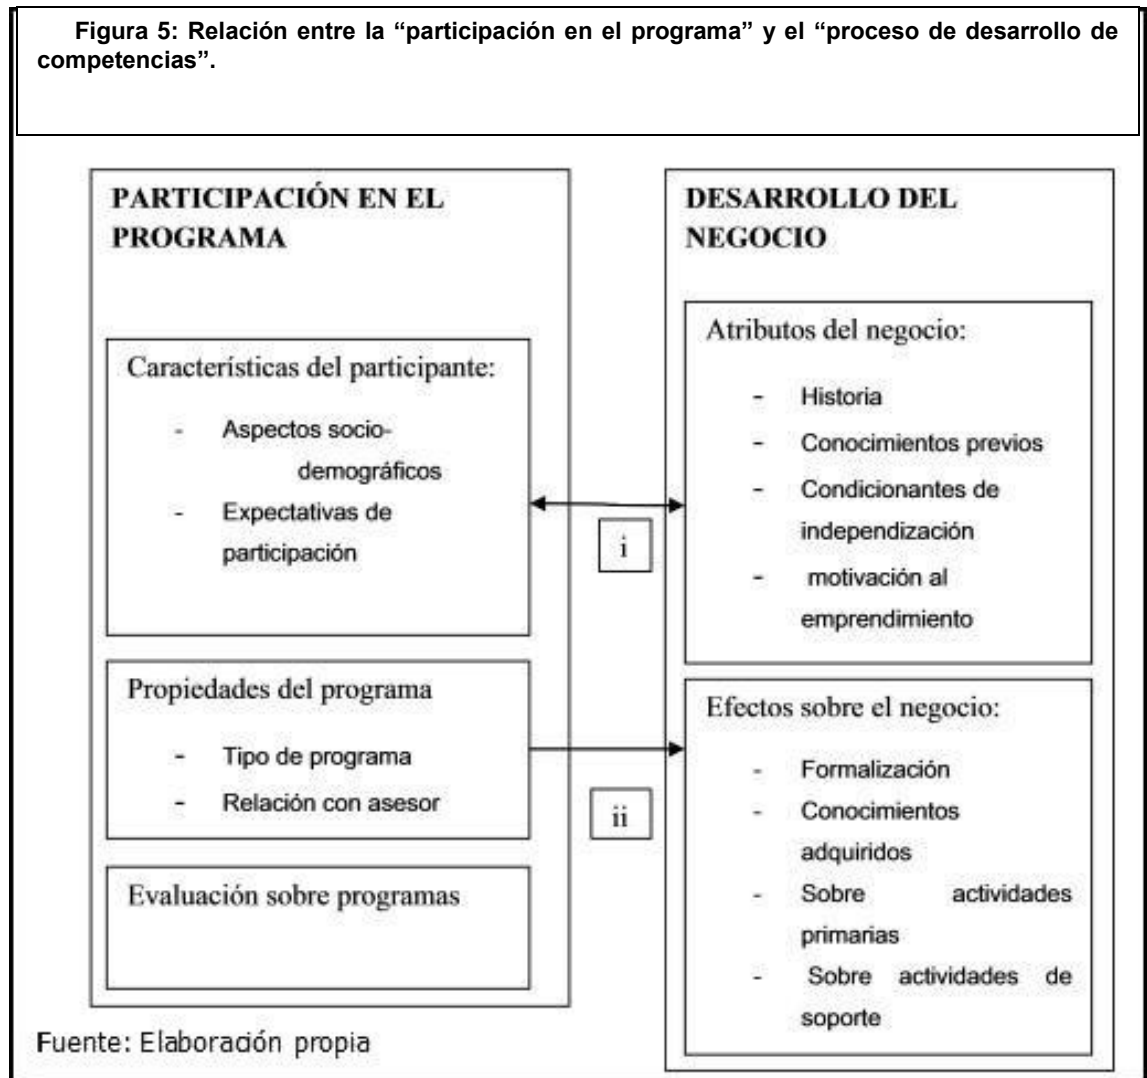 Figura 5: Relación entre la “participación en el programa” y el “proceso de desarrollo de
competencias”.
PARTICIPACIÓN EN EL
PROGRAMA
Características del participante:
- Aspectos socio-
demográficos
- Expectativas de
participación
Propiedades del programa
- Tipo de programa
- Relación con asesor
Evaluación sobre programas
i
ii
DESARROLLO DEL
NEGOCIO
Atributos del negocio:
- Historia
- Conocimientos previos
- Condicionantes de
independización
- motivación al
emprendimiento
Efectos sobre el negocio:
- Formalización
- Conocimientos
adquiridos
- Sobre actividades
primarias
- Sobre actividades de
soporte
Fuente: Elaboración propia